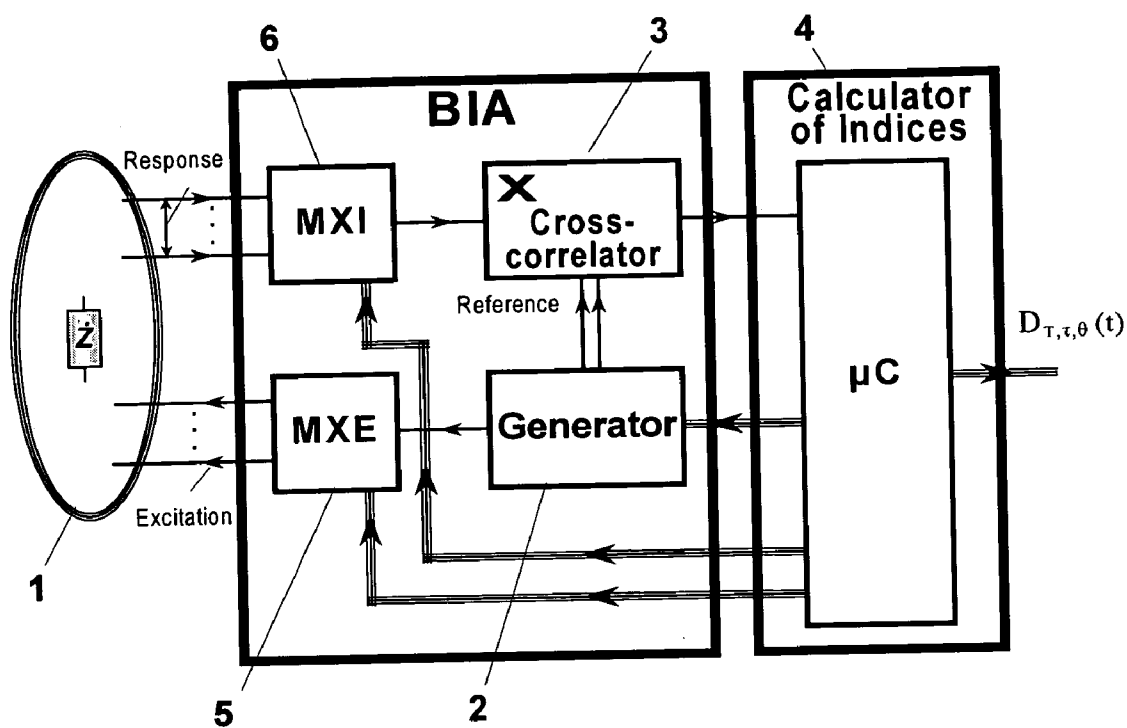 6
3
4
BIA
Calculator
of Indices
Response
MXI
X
Cross-
correlator
Reference
Ż
D_{T,τ,θ}(t)
μC
MXE
Generator
Excitation
1
5
2